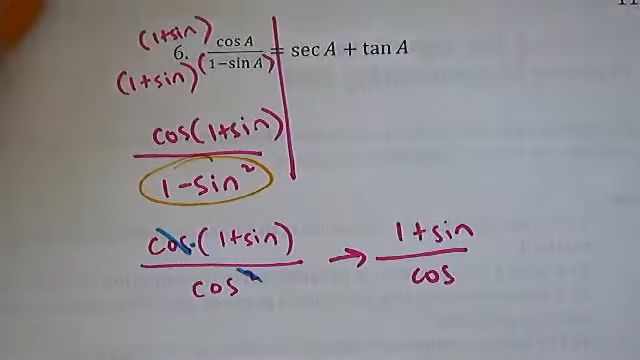 (1+sin)
6. cosA / 1−sin A = sec A + tan A
(1+sin) ( )
cos(1+sin)
1−sin²
cos·(1+sin) → 1+sin
cos² cos